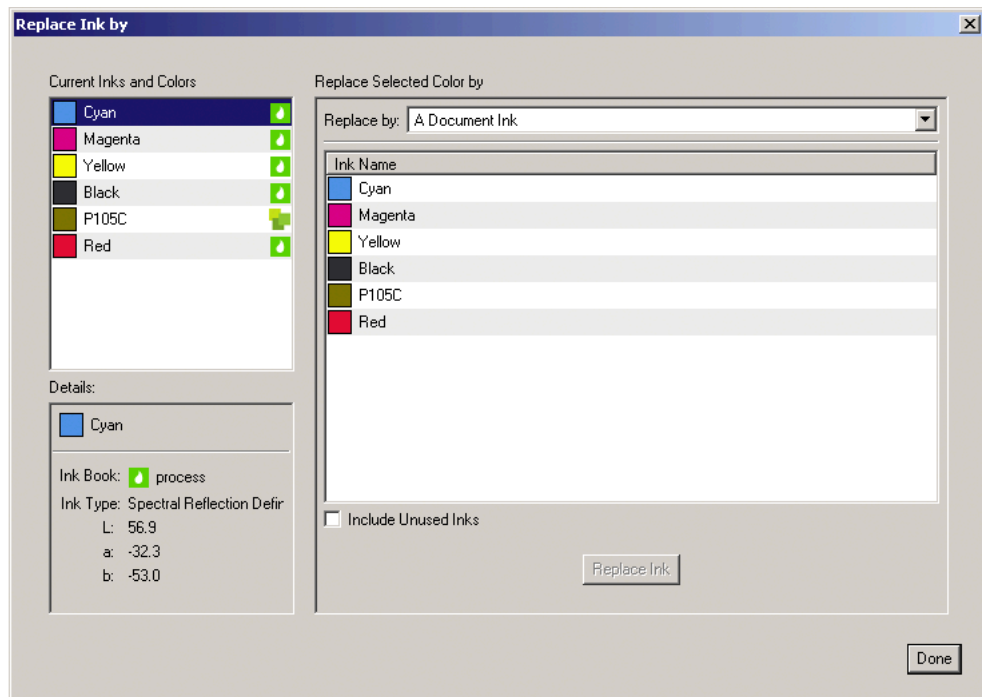 Replace Ink by
Current Inks and Colors
Cyan
Magenta
Yellow
Black
P105C
Red
Details:
Cyan
Ink Book: process
Ink Type: Spectral Reflection Defir
L: 56.9
a: -32.3
b: -53.0
Replace Selected Color by
Replace by: A Document Ink
Ink Name
Cyan
Magenta
Yellow
Black
P105C
Red
Include Unused Inks
Replace Ink
Done